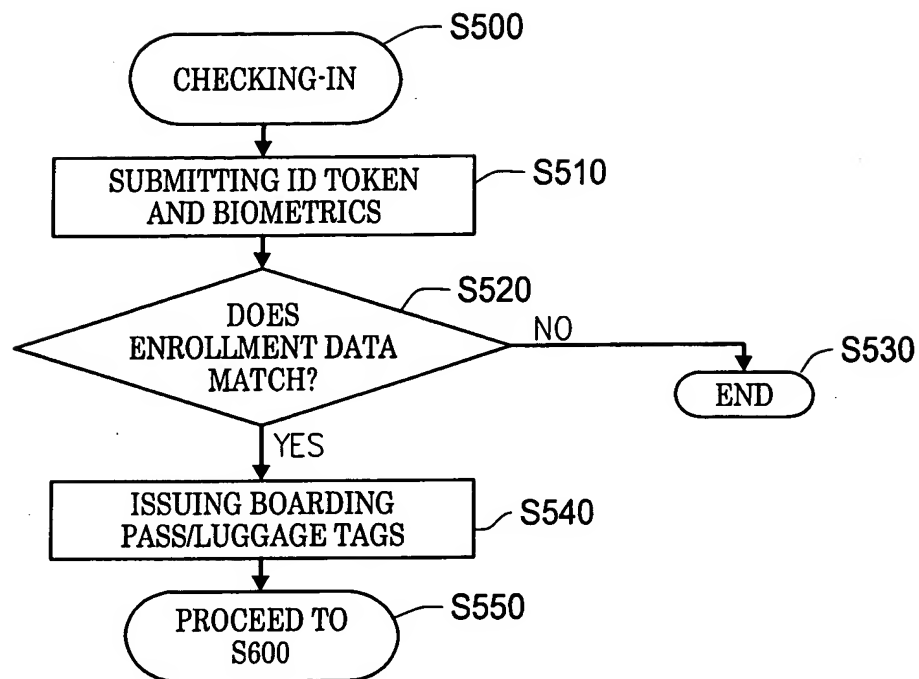 S500
CHECKING-IN
SUBMITTING ID TOKEN
AND BIOMETRICS
S510
S520
DOES
ENROLLMENT DATA
MATCH?
NO
S530
END
YES
ISSUING BOARDING
PASS/LUGGAGE TAGS
S540
PROCEED TO
S600
S550